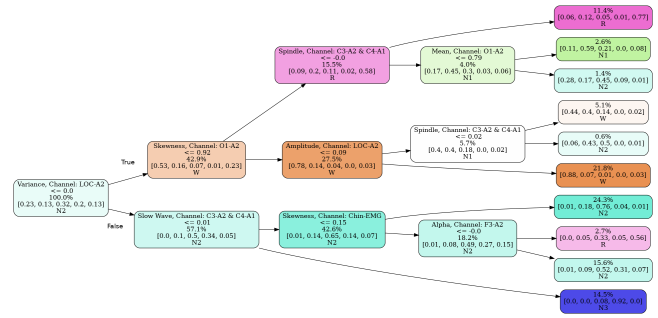 Variance, Channel: LOC-A2
<= 0.0
100.0%
[0.23, 0.13, 0.32, 0.2, 0.13]
N2
True
False
Skewness, Channel: O1-A2
<= 0.92
42.9%
[0.53, 0.16, 0.07, 0.01, 0.23]
W
Slow Wave, Channel: C3-A2 & C4-A1
<= 0.01
57.1%
[0.0, 0.1, 0.5, 0.34, 0.05]
N2
Spindle, Channel: C3-A2 & C4-A1
<= -0.0
15.5%
[0.09, 0.2, 0.11, 0.02, 0.58]
R
Amplitude, Channel: LOC-A2
<= 0.09
27.5%
[0.78, 0.14, 0.04, 0.0, 0.03]
W
Skewness, Channel: Chin-EMG
<= 0.15
42.6%
[0.01, 0.14, 0.65, 0.14, 0.07]
N2
Mean, Channel: O1-A2
<= 0.79
4.0%
[0.17, 0.45, 0.3, 0.03, 0.06]
N1
Spindle, Channel: C3-A2 & C4-A1
<= 0.02
5.7%
[0.4, 0.4, 0.18, 0.0, 0.02]
N1
Alpha, Channel: F3-A2
<= -0.0
18.2%
[0.01, 0.08, 0.49, 0.27, 0.15]
N2
11.4%
[0.06, 0.12, 0.05, 0.01, 0.77]
R
2.6%
[0.11, 0.59, 0.21, 0.0, 0.08]
N1
1.4%
[0.28, 0.17, 0.45, 0.09, 0.01]
N2
5.1%
[0.44, 0.4, 0.14, 0.0, 0.02]
W
0.6%
[0.06, 0.43, 0.5, 0.0, 0.01]
N2
21.8%
[0.88, 0.07, 0.01, 0.0, 0.03]
W
24.3%
[0.01, 0.18, 0.76, 0.04, 0.01]
N2
2.7%
[0.0, 0.05, 0.33, 0.05, 0.56]
R
15.6%
[0.01, 0.09, 0.52, 0.31, 0.07]
N2
14.5%
[0.0, 0.0, 0.08, 0.92, 0.0]
N3